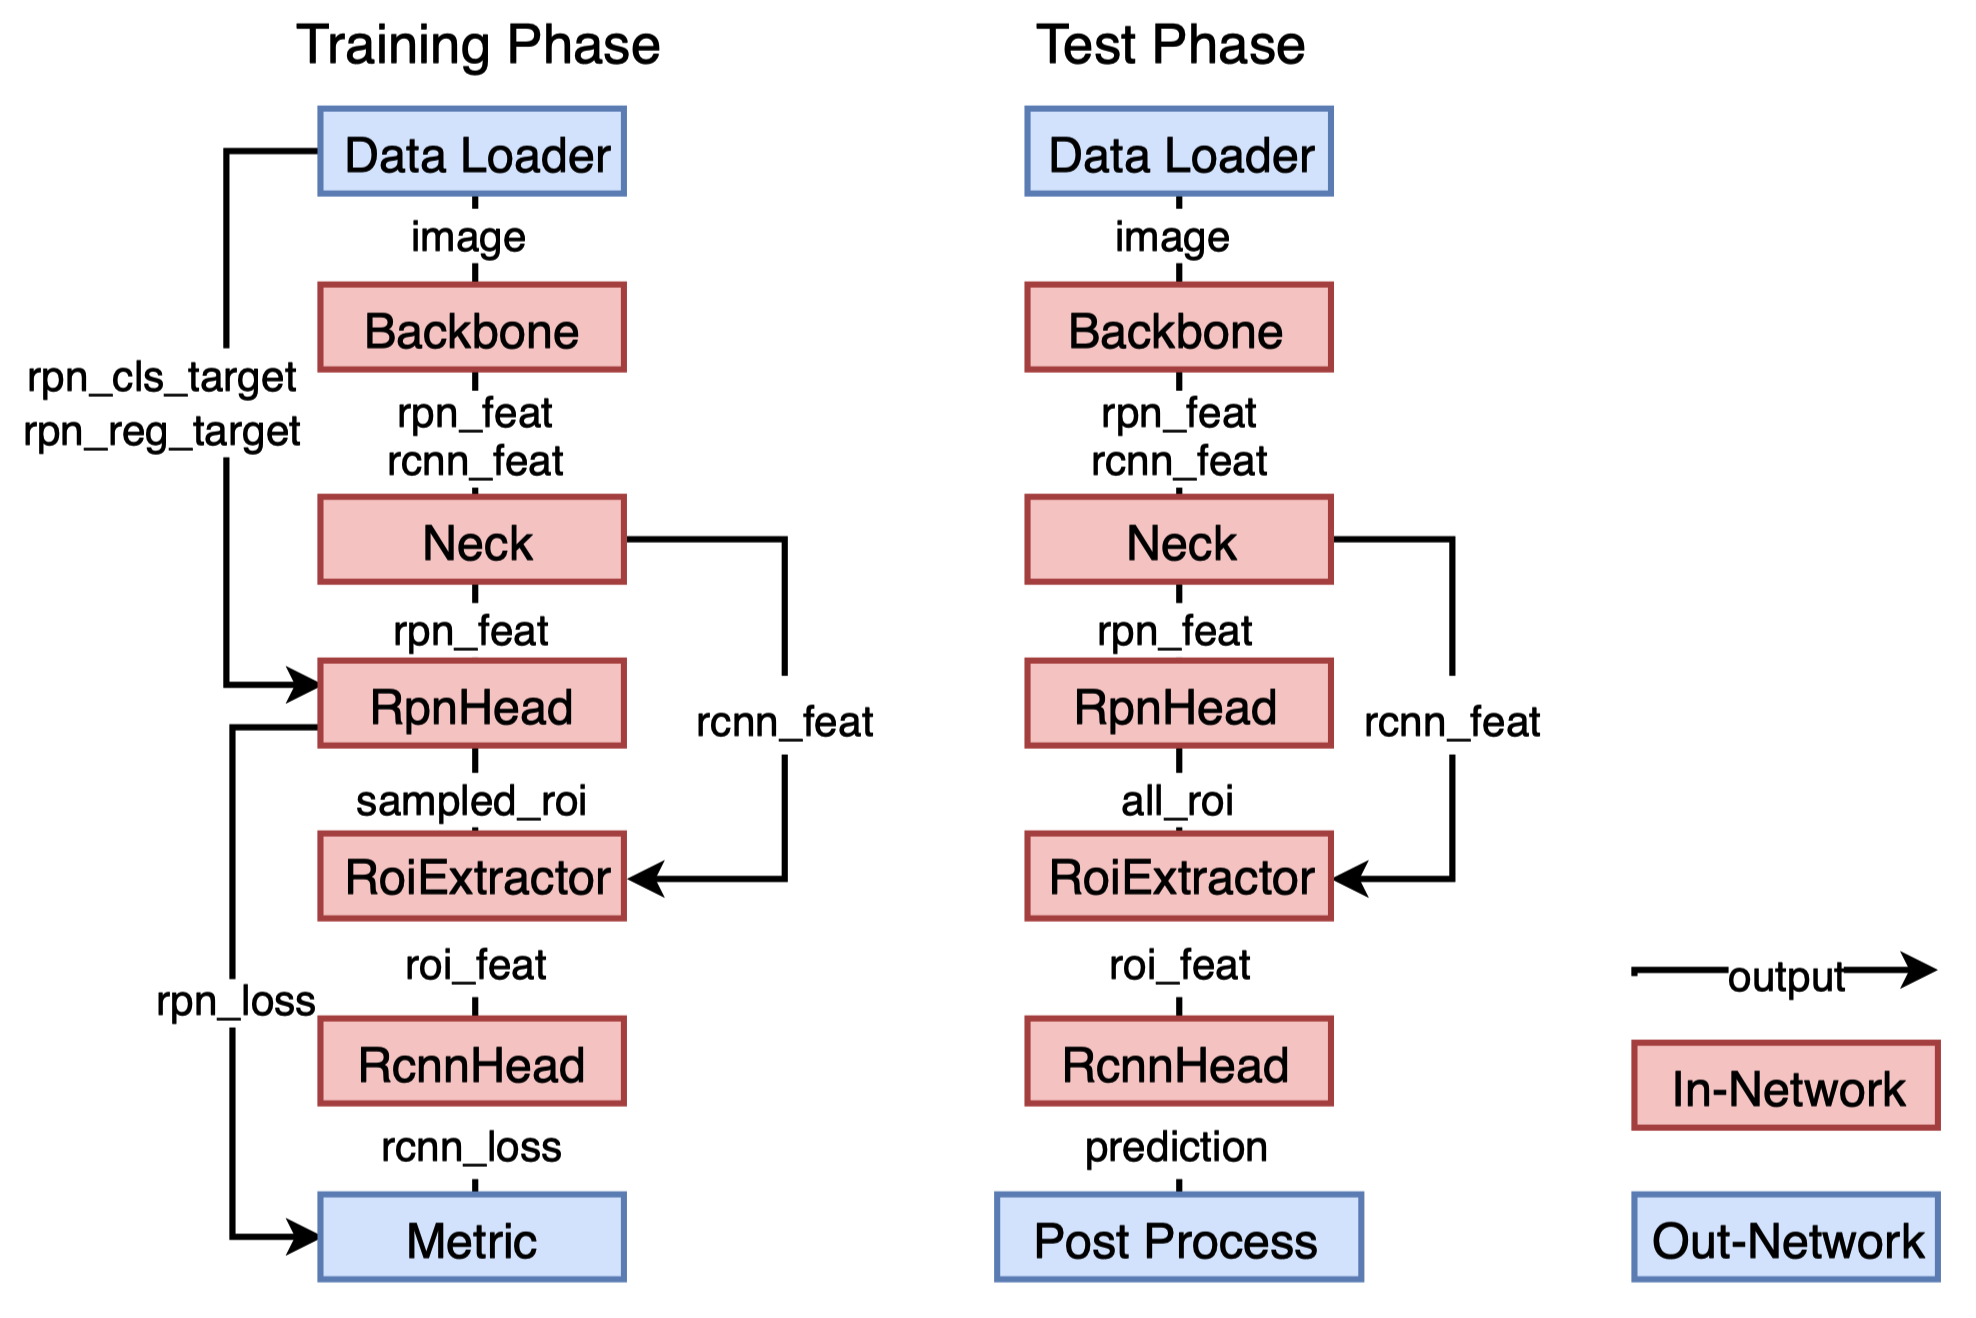 Training Phase
Data Loader
image
Backbone
rpn_cls_target
rpn_reg_target
rpn_feat
rcnn_feat
Neck
rpn_feat
RpnHead
rcnn_feat
sampled_roi
RoiExtractor
roi_feat
rpn_loss
RcnnHead
rcnn_loss
Metric
Test Phase
Data Loader
image
Backbone
rpn_feat
rcnn_feat
Neck
rpn_feat
RpnHead
rcnn_feat
all_roi
RoiExtractor
roi_feat
RcnnHead
prediction
Post Process
output
In-Network
Out-Network